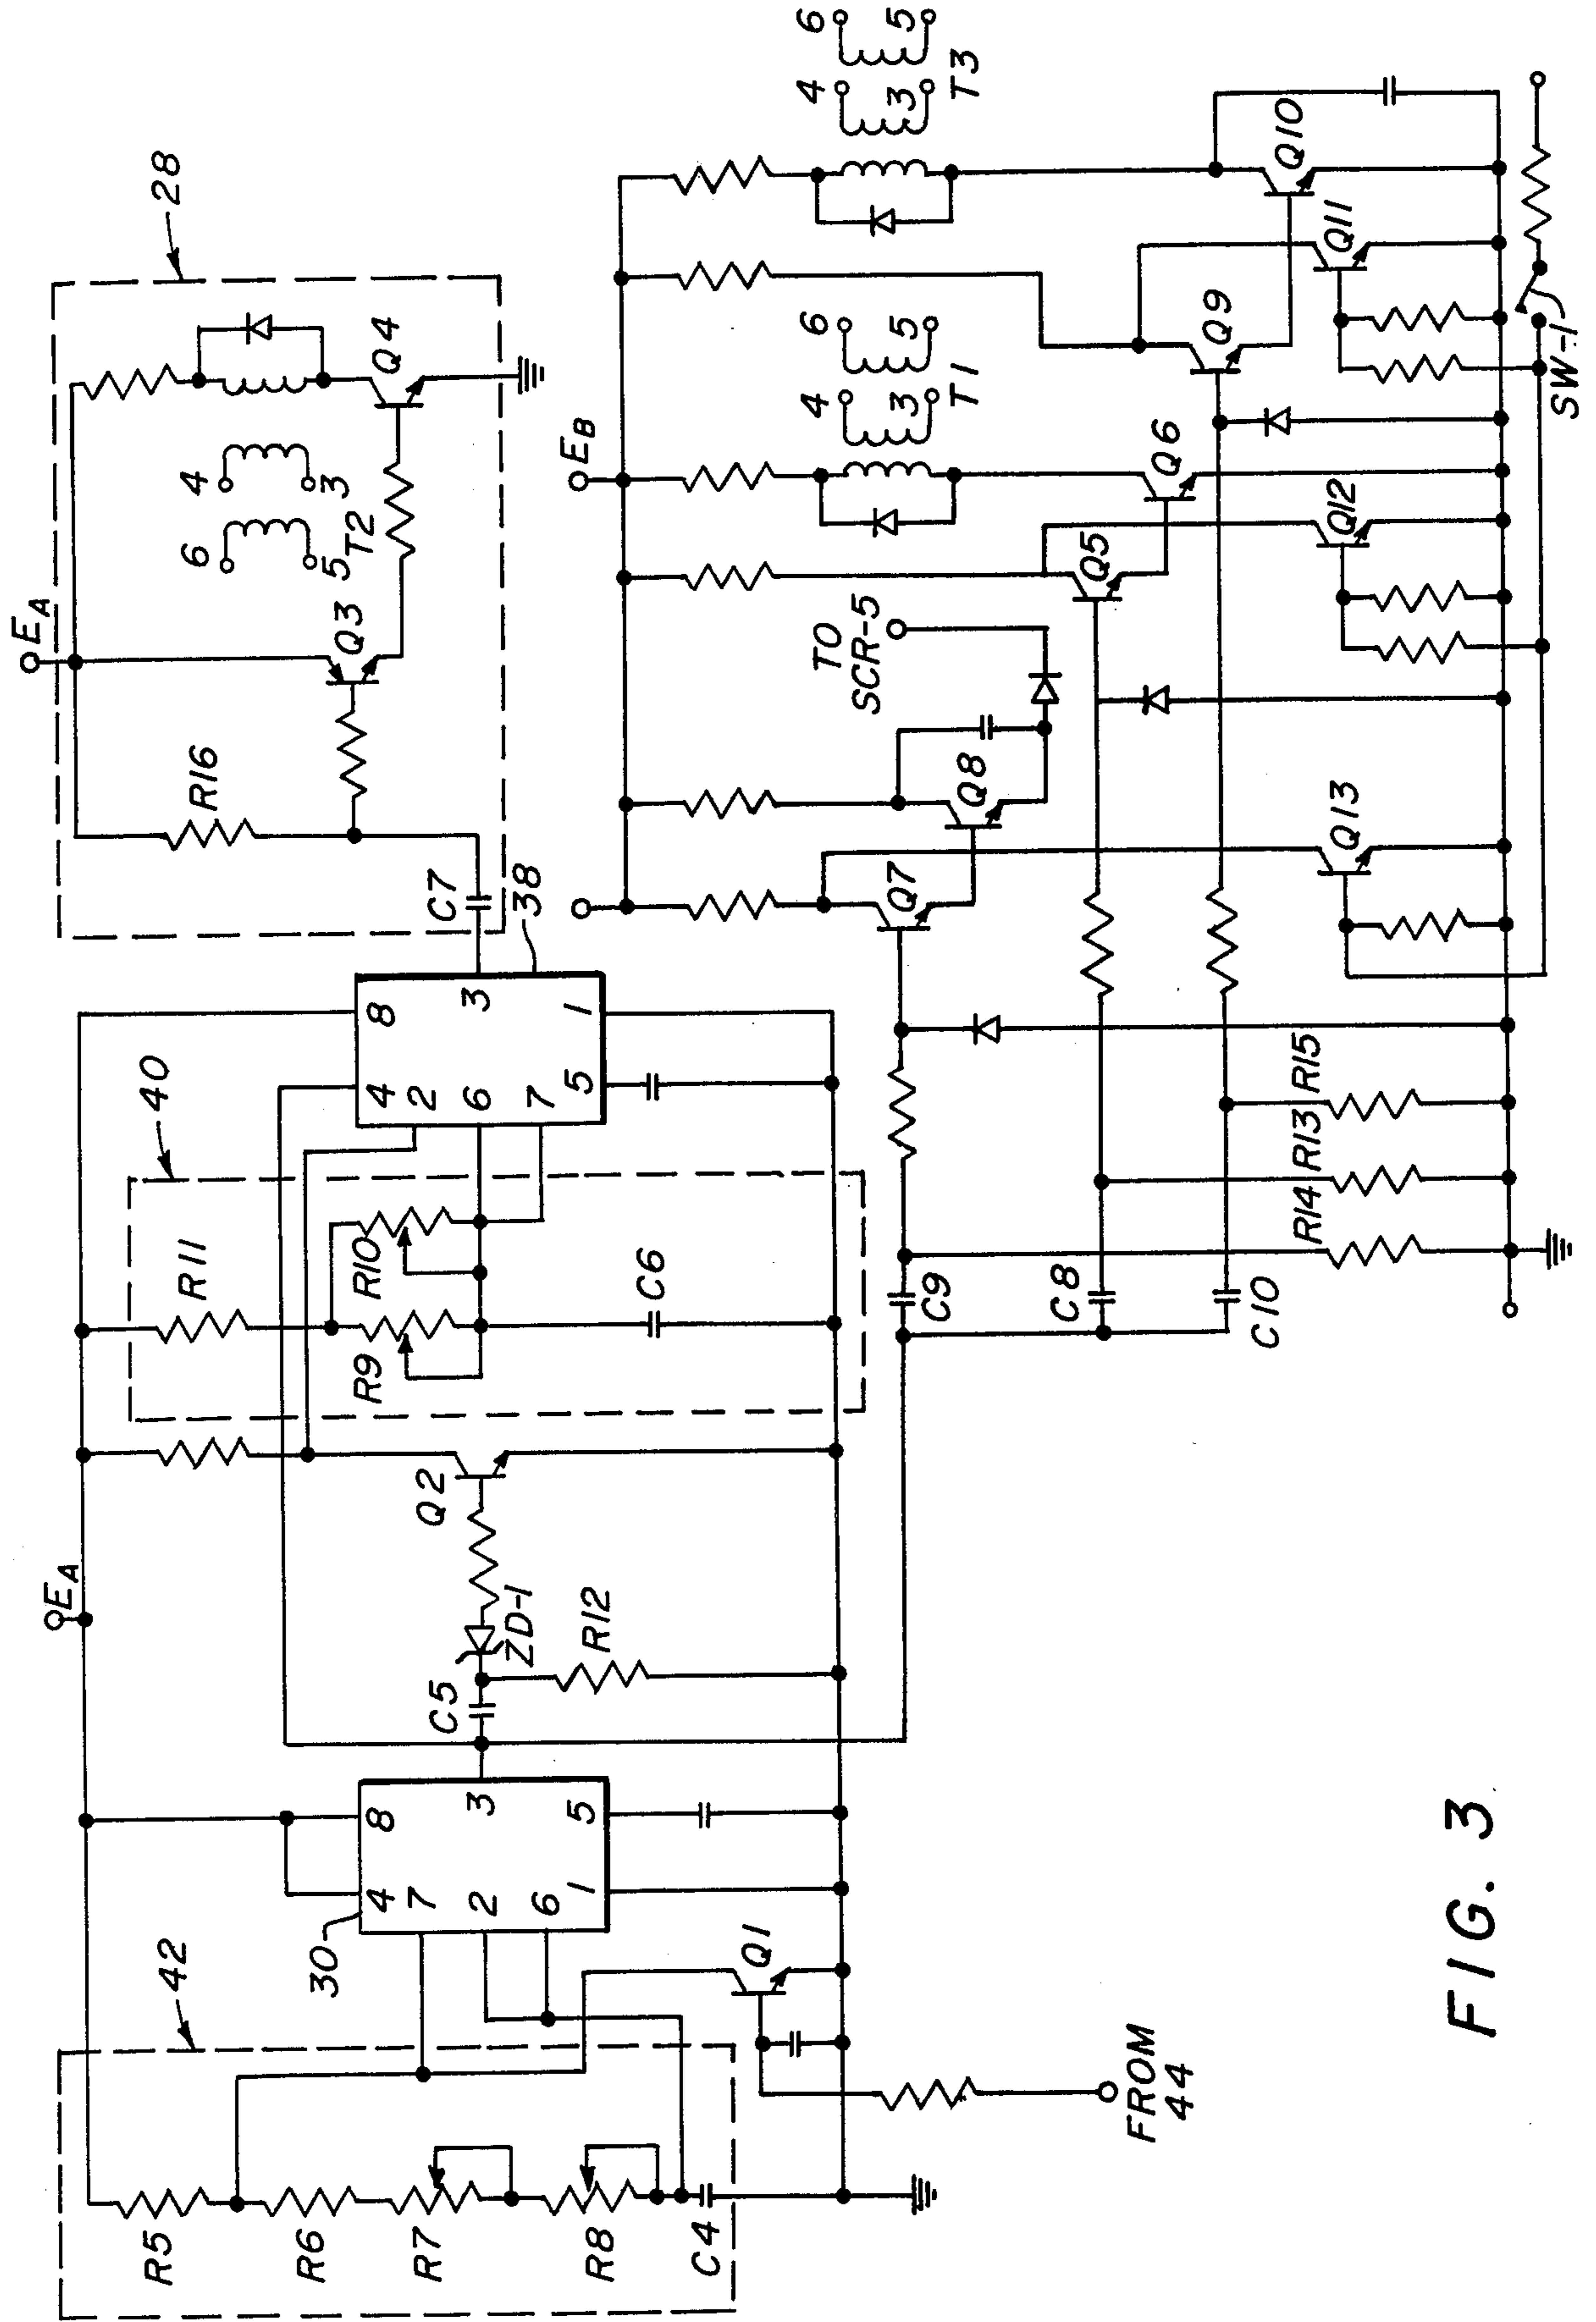 42
R5
R6
R7
R8
C4
30
4
8
7
2
6
3
1
5
Q1
FROM
44
EA
C5
ZD-1
R12
Q2
40
R11
R9
R10
C6
4
8
2
6
7
3
5
1
38
C7
28
EA
R16
Q3
6
5
4
3
T2
Q4
EB
C9
C8
C10
R14
R13
R15
Q7
Q8
TO
SCR-5
Q13
Q5
Q6
Q12
4
3
6
5
T1
Q9
Q10
Q11
4
3
6
5
T3
SW-1
FIG. 3